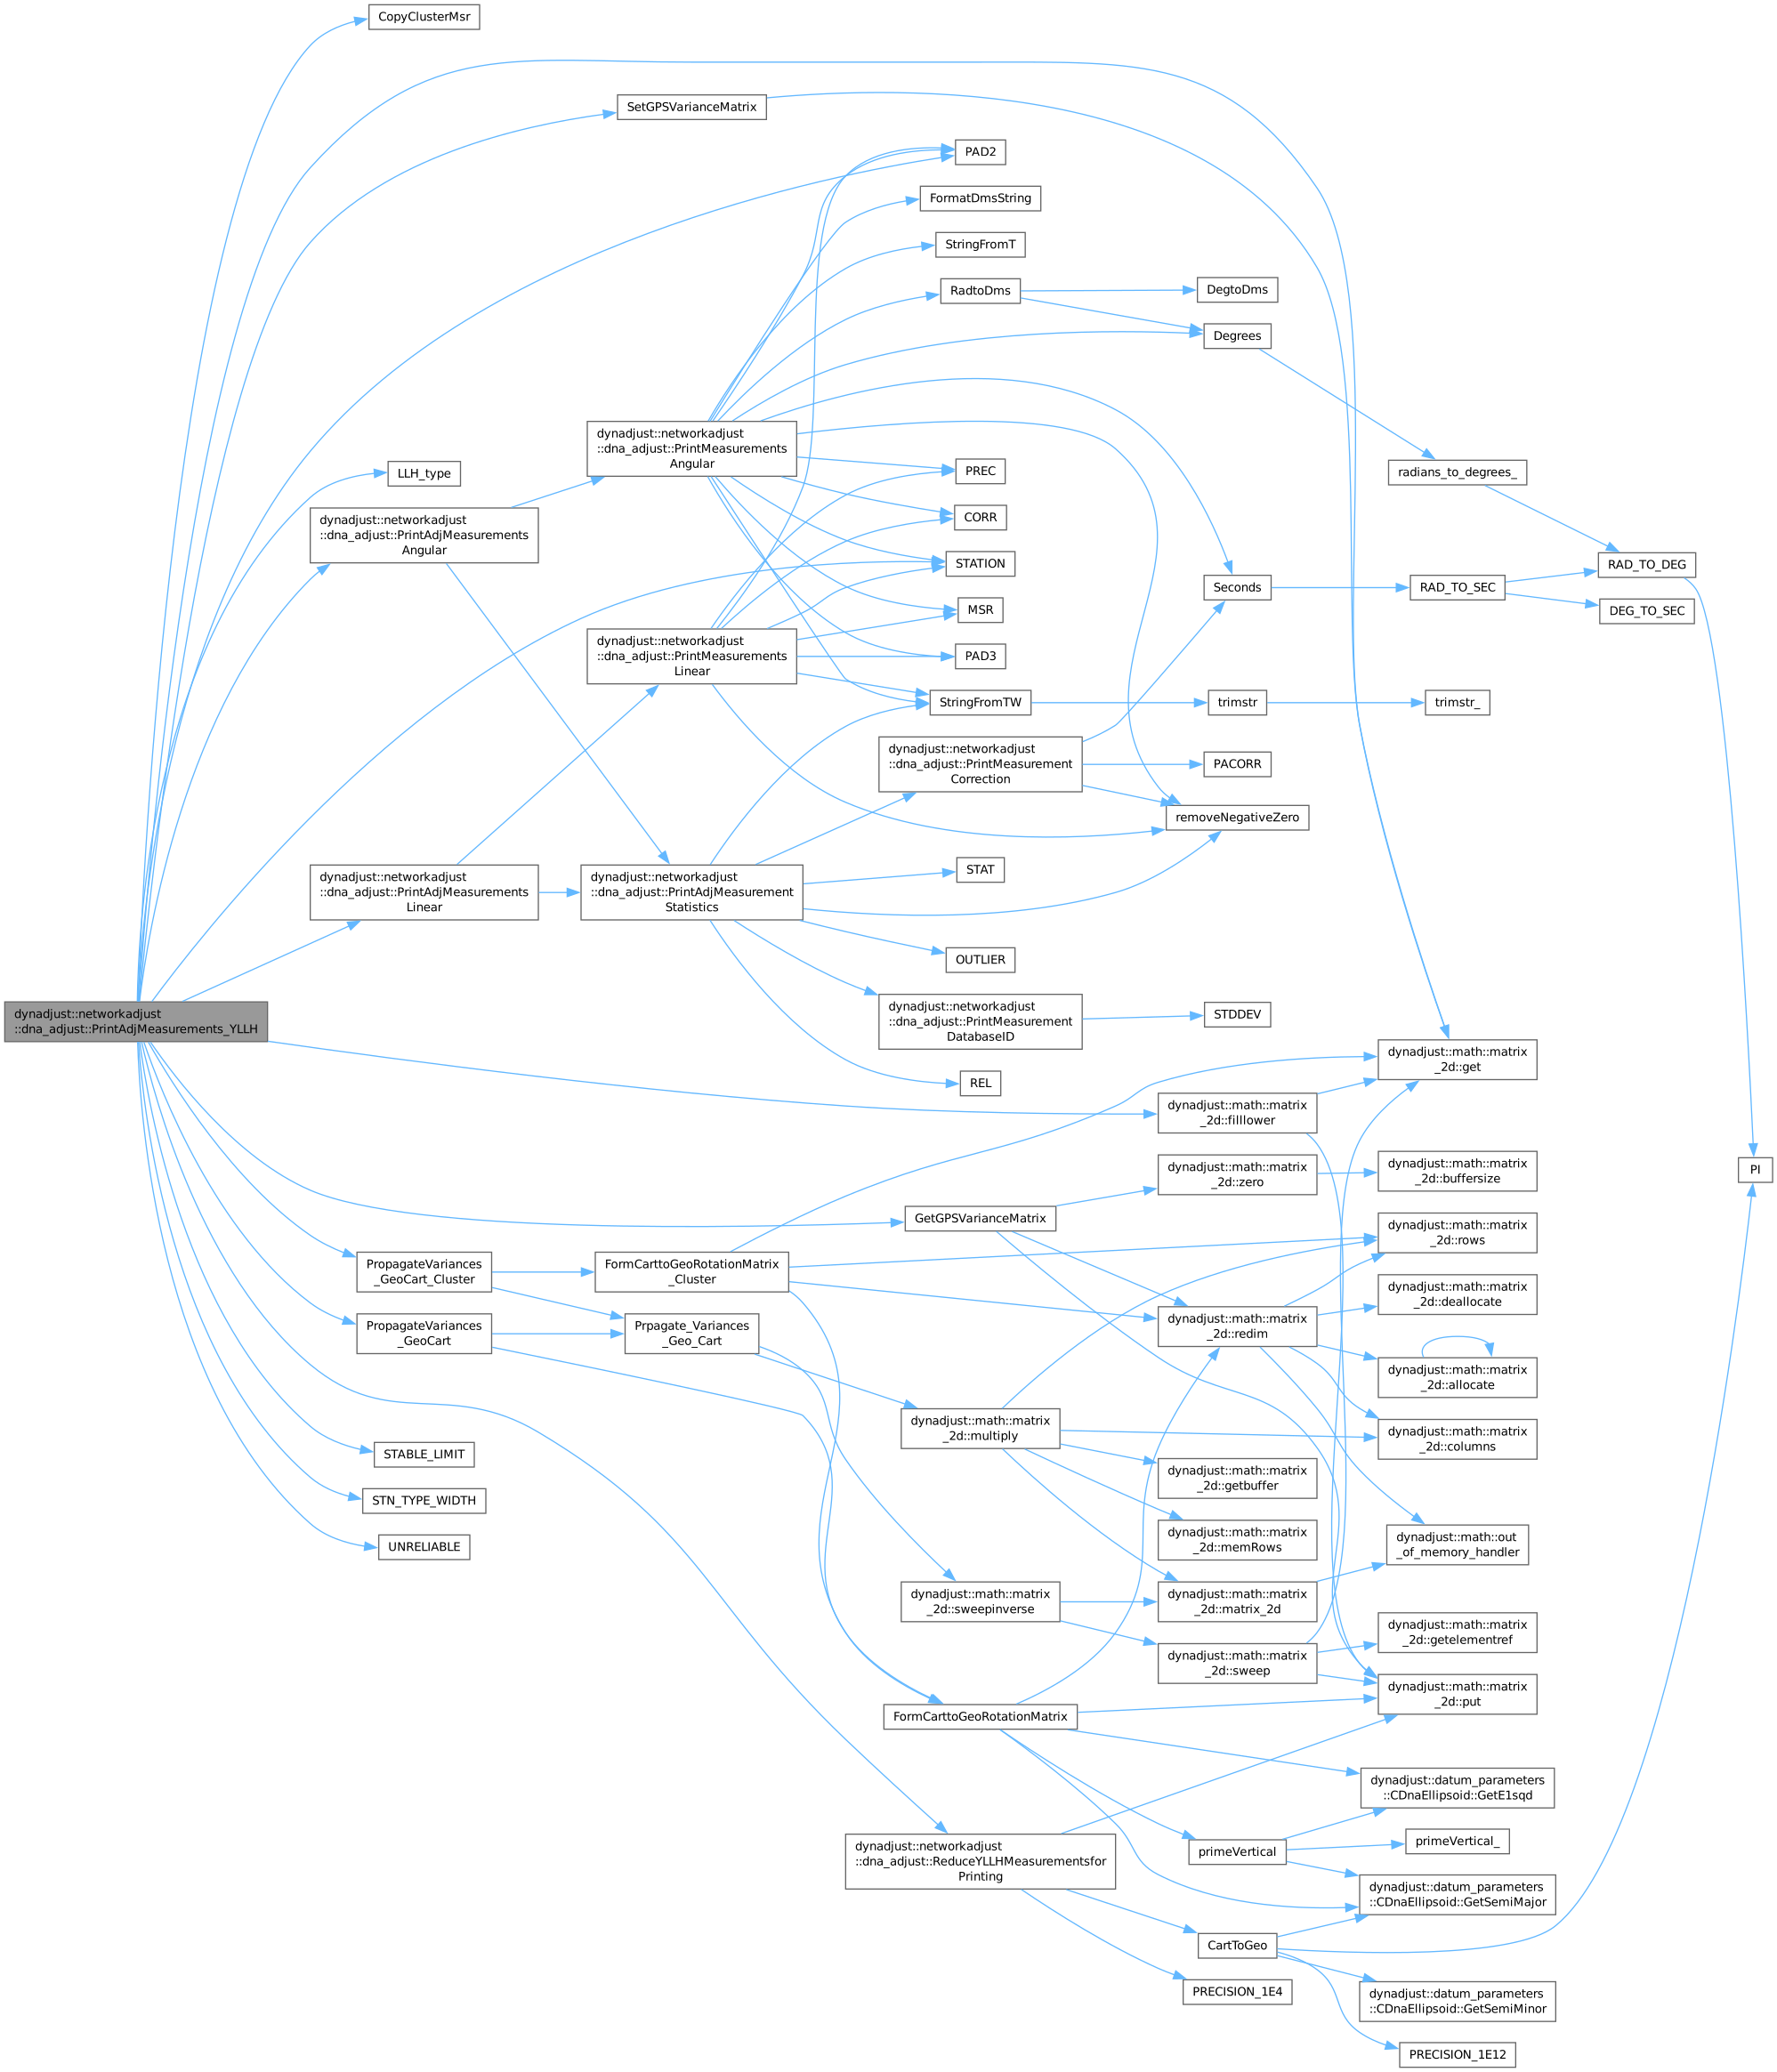 CopyClusterMsr
SetGPSVarianceMatrix
PAD2
FormatDmsString
StringFromT
RadtoDms
DegtoDms
Degrees
dynadjust::networkadjust
::dna_adjust::PrintMeasurements
Angular
LLH_type
PREC
radians_to_degrees_
dynadjust::networkadjust
::dna_adjust::PrintAdjMeasurements
Angular
CORR
STATION
RAD_TO_DEG
Seconds
RAD_TO_SEC
MSR
DEG_TO_SEC
dynadjust::networkadjust
::dna_adjust::PrintMeasurements
Linear
PAD3
StringFromTW
trimstr
trimstr_
dynadjust::networkadjust
::dna_adjust::PrintMeasurement
Correction
PACORR
removeNegativeZero
dynadjust::networkadjust
::dna_adjust::PrintAdjMeasurements
Linear
dynadjust::networkadjust
::dna_adjust::PrintAdjMeasurement
Statistics
STAT
OUTLIER
dynadjust::networkadjust
::dna_adjust::PrintAdjMeasurements_YLLH
dynadjust::networkadjust
::dna_adjust::PrintMeasurement
DatabaseID
STDDEV
dynadjust::math::matrix
_2d::get
REL
dynadjust::math::matrix
_2d::filllower
dynadjust::math::matrix
_2d::zero
dynadjust::math::matrix
_2d::buffersize
PI
GetGPSVarianceMatrix
dynadjust::math::matrix
_2d::rows
PropagateVariances
_GeoCart_Cluster
FormCarttoGeoRotationMatrix
_Cluster
dynadjust::math::matrix
_2d::deallocate
PropagateVariances
_GeoCart
Prpagate_Variances
_Geo_Cart
dynadjust::math::matrix
_2d::redim
dynadjust::math::matrix
_2d::allocate
dynadjust::math::matrix
_2d::multiply
dynadjust::math::matrix
_2d::columns
STABLE_LIMIT
dynadjust::math::matrix
_2d::getbuffer
STN_TYPE_WIDTH
UNRELIABLE
dynadjust::math::matrix
_2d::memRows
dynadjust::math::out
_of_memory_handler
dynadjust::math::matrix
_2d::sweepinverse
dynadjust::math::matrix
_2d::matrix_2d
dynadjust::math::matrix
_2d::getelementref
dynadjust::math::matrix
_2d::sweep
dynadjust::math::matrix
_2d::put
FormCarttoGeoRotationMatrix
dynadjust::datum_parameters
::CDnaEllipsoid::GetE1sqd
primeVertical
primeVertical_
dynadjust::networkadjust
::dna_adjust::ReduceYLLHMeasurementsfor
Printing
dynadjust::datum_parameters
::CDnaEllipsoid::GetSemiMajor
CartToGeo
PRECISION_1E4
dynadjust::datum_parameters
::CDnaEllipsoid::GetSemiMinor
PRECISION_1E12